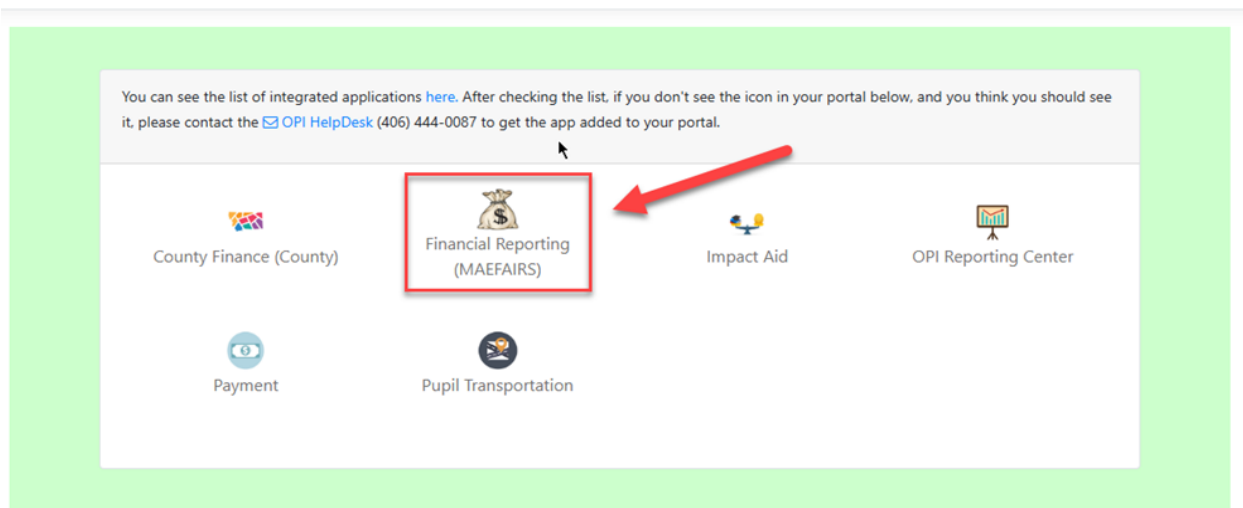 You can see the list of integrated applications here. After checking the list, if you don't see the icon in your portal below, and you think you should see
it, please contact the OPI HelpDesk (406) 444-0087 to get the app added to your portal.
County Finance (County)
Financial Reporting
(MAEFAIRS)
Impact Aid
OPI Reporting Center
Payment
Pupil Transportation